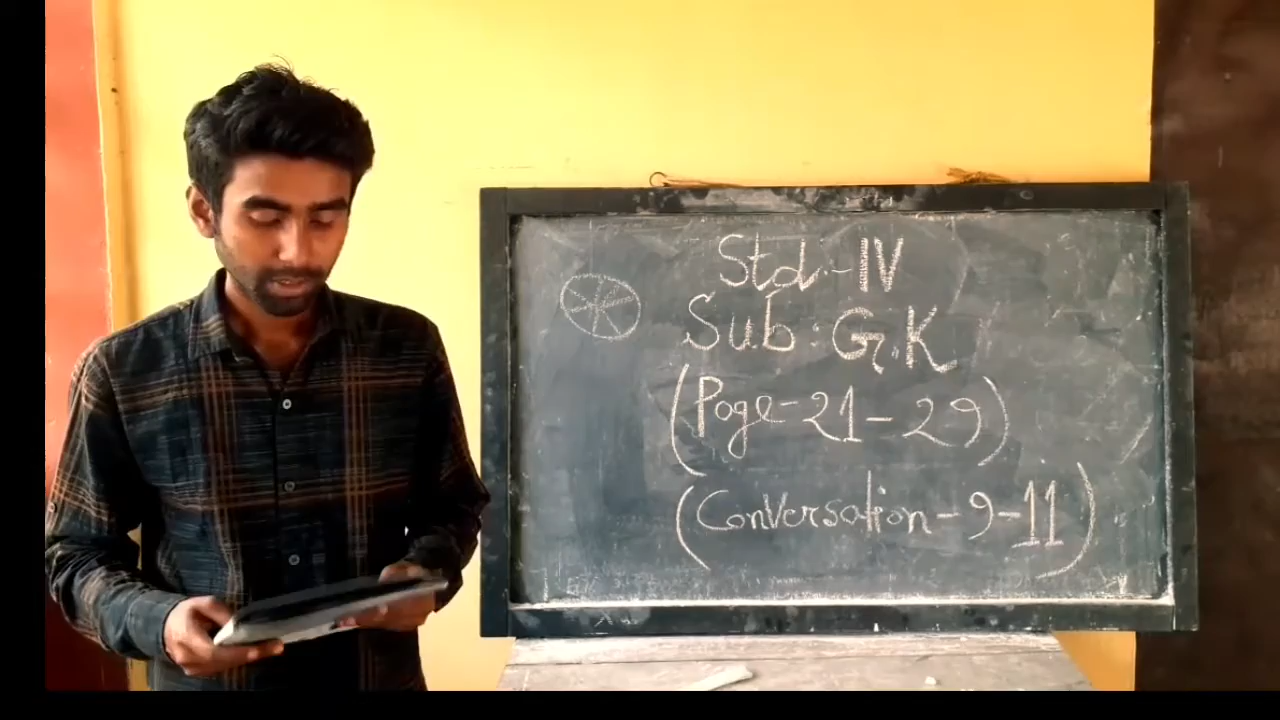 Std:-IV
Sub: G.K
(Page-21-29)
(Conversation-9-11)